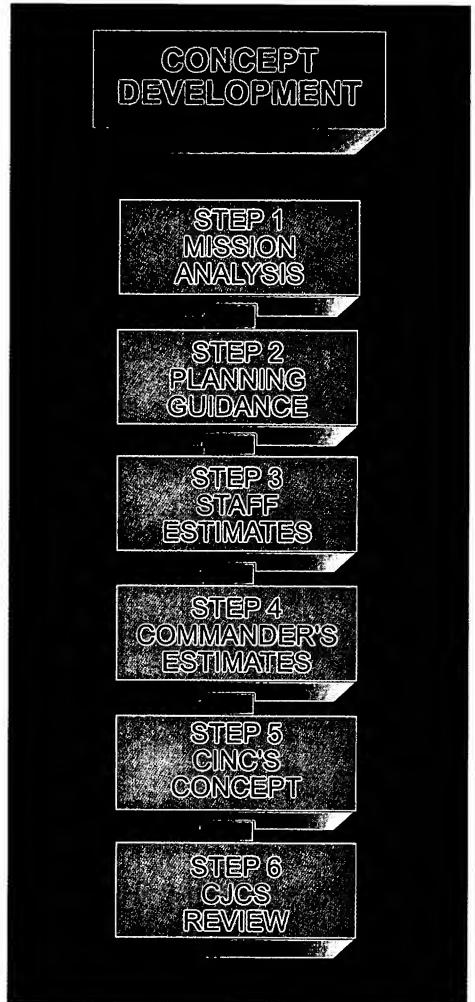 CONCEPT
DEVELOPMENT
STEP 1
MISSION
ANALYSIS
STEP 2
PLANNING
GUIDANCE
STEP 3
STAFF
ESTIMATES
STEP 4
COMMANDER'S
ESTIMATES
STEP 5
CINC'S
CONCEPT
STEP 6
CJCS
REVIEW